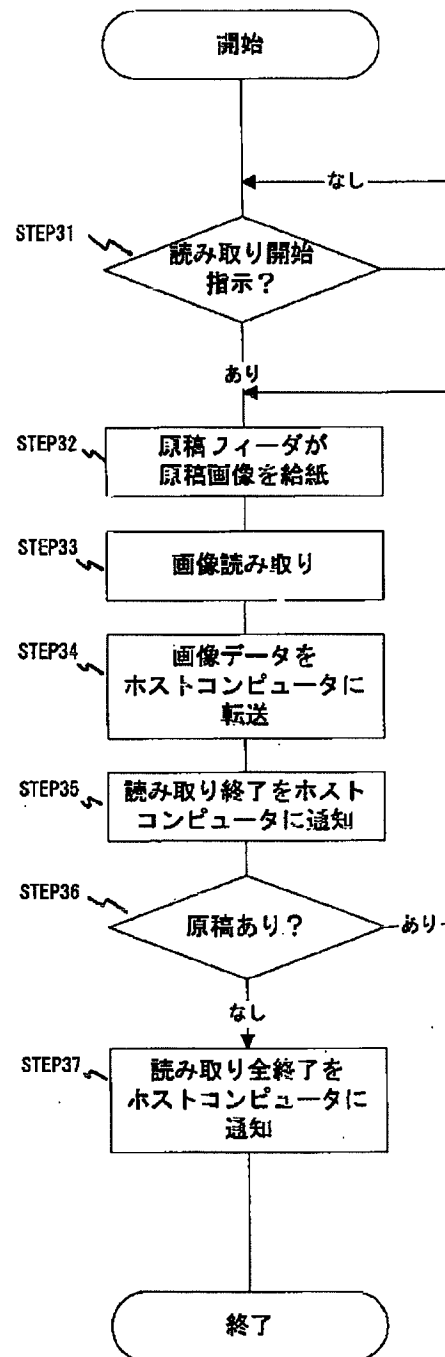 開始
なし
STEP31
読み取り開始
指示？
あり
STEP32
原稿フィーダが
原稿画像を給紙
STEP33
画像読み取り
STEP34
画像データを
ホストコンピュータに
転送
STEP35
読み取り終了をホスト
コンピュータに通知
STEP36
原稿あり？
あり
なし
STEP37
読み取り全終了を
ホストコンピュータに
通知
終了